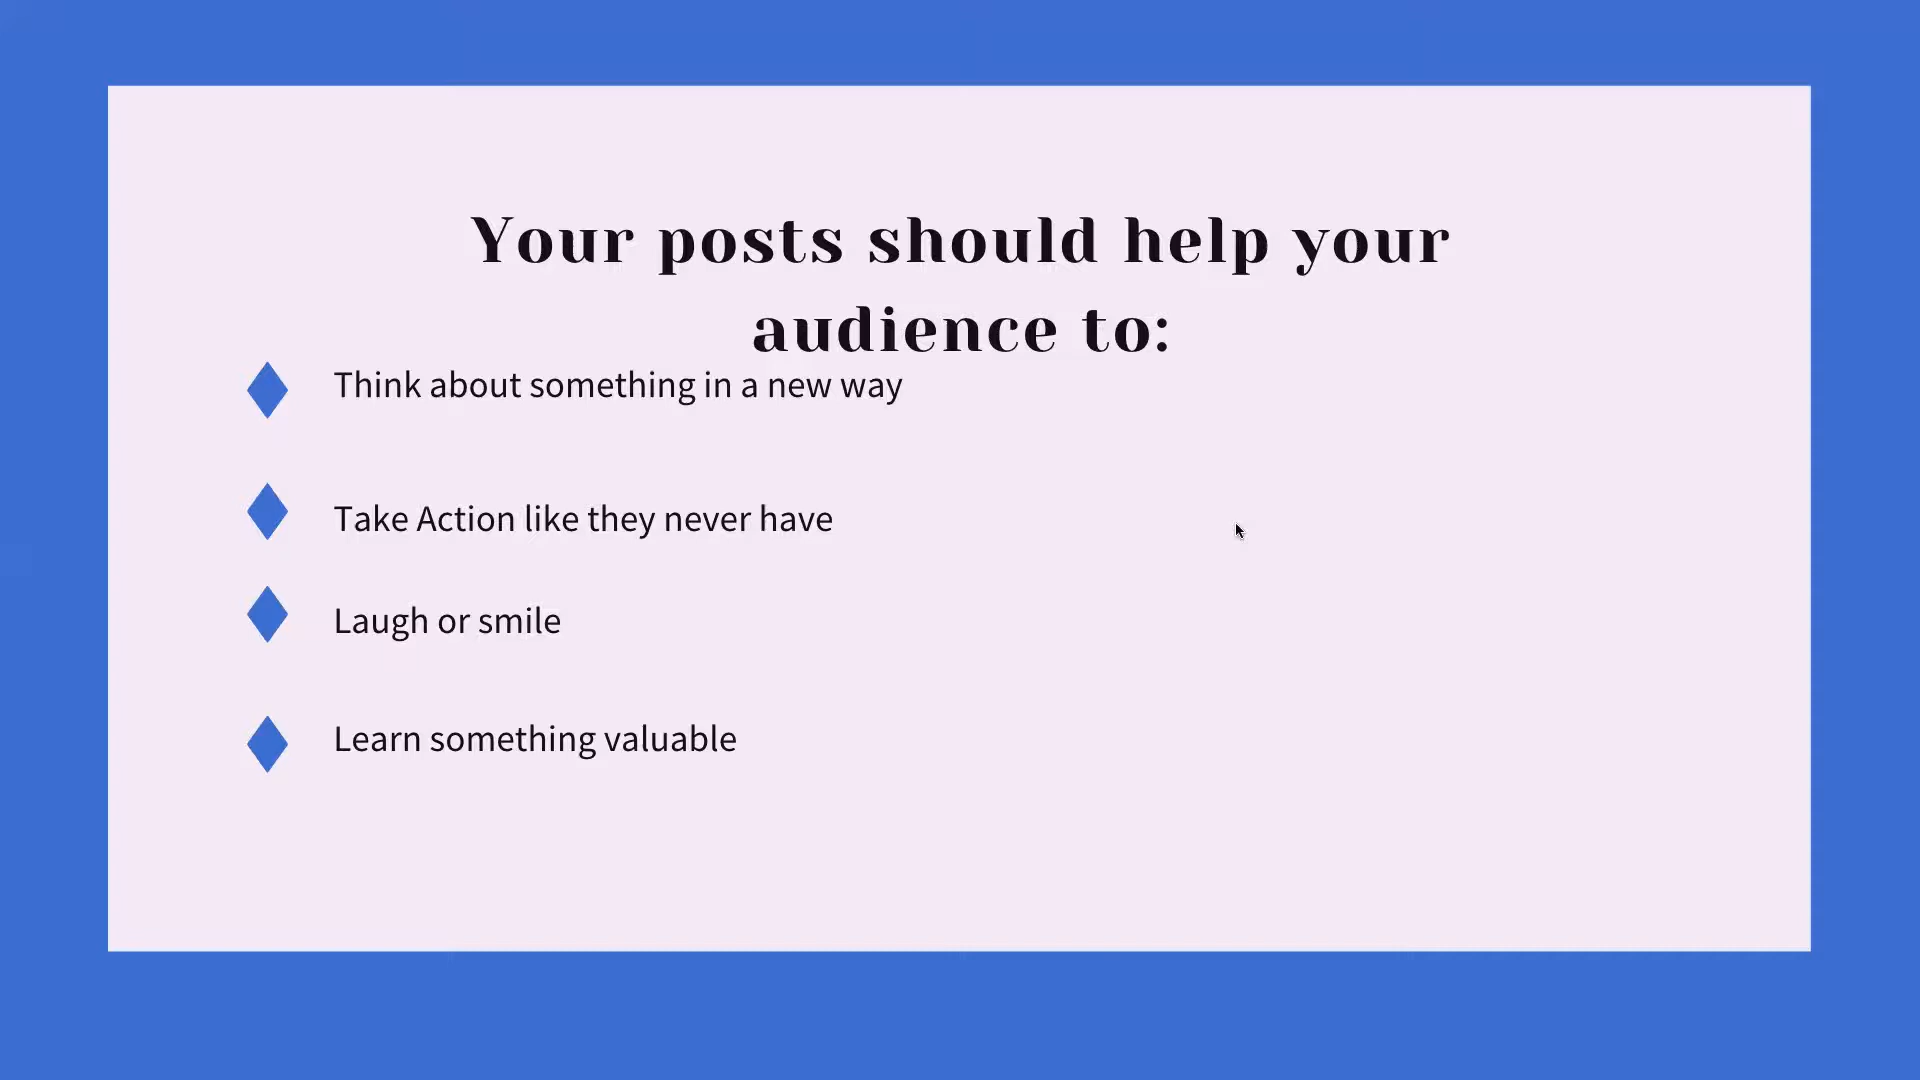 Your posts should help your
audience to:
Think about something in a new way
Take Action like they never have
Laugh or smile
Learn something valuable